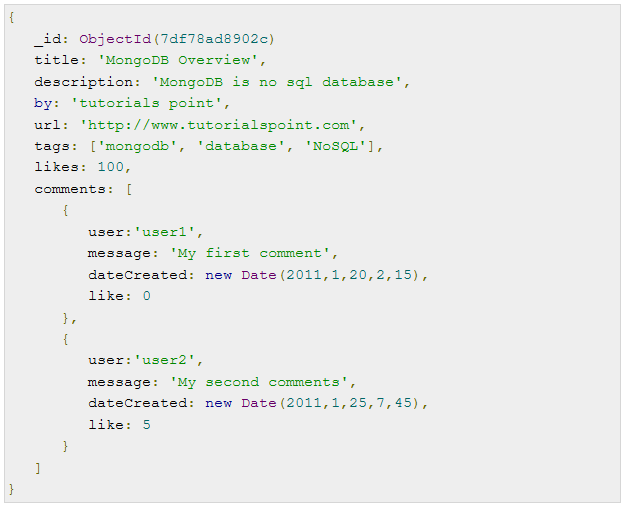 {
   _id: ObjectId(7df78ad8902c)
   title: 'MongoDB Overview',
   description: 'MongoDB is no sql database',
   by: 'tutorials point',
   url: 'http://www.tutorialspoint.com',
   tags: ['mongodb', 'database', 'NoSQL'],
   likes: 100,
   comments: [
      {
         user:'user1',
         message: 'My first comment',
         dateCreated: new Date(2011,1,20,2,15),
         like: 0
      },
      {
         user:'user2',
         message: 'My second comments',
         dateCreated: new Date(2011,1,25,7,45),
         like: 5
      }
   ]
}